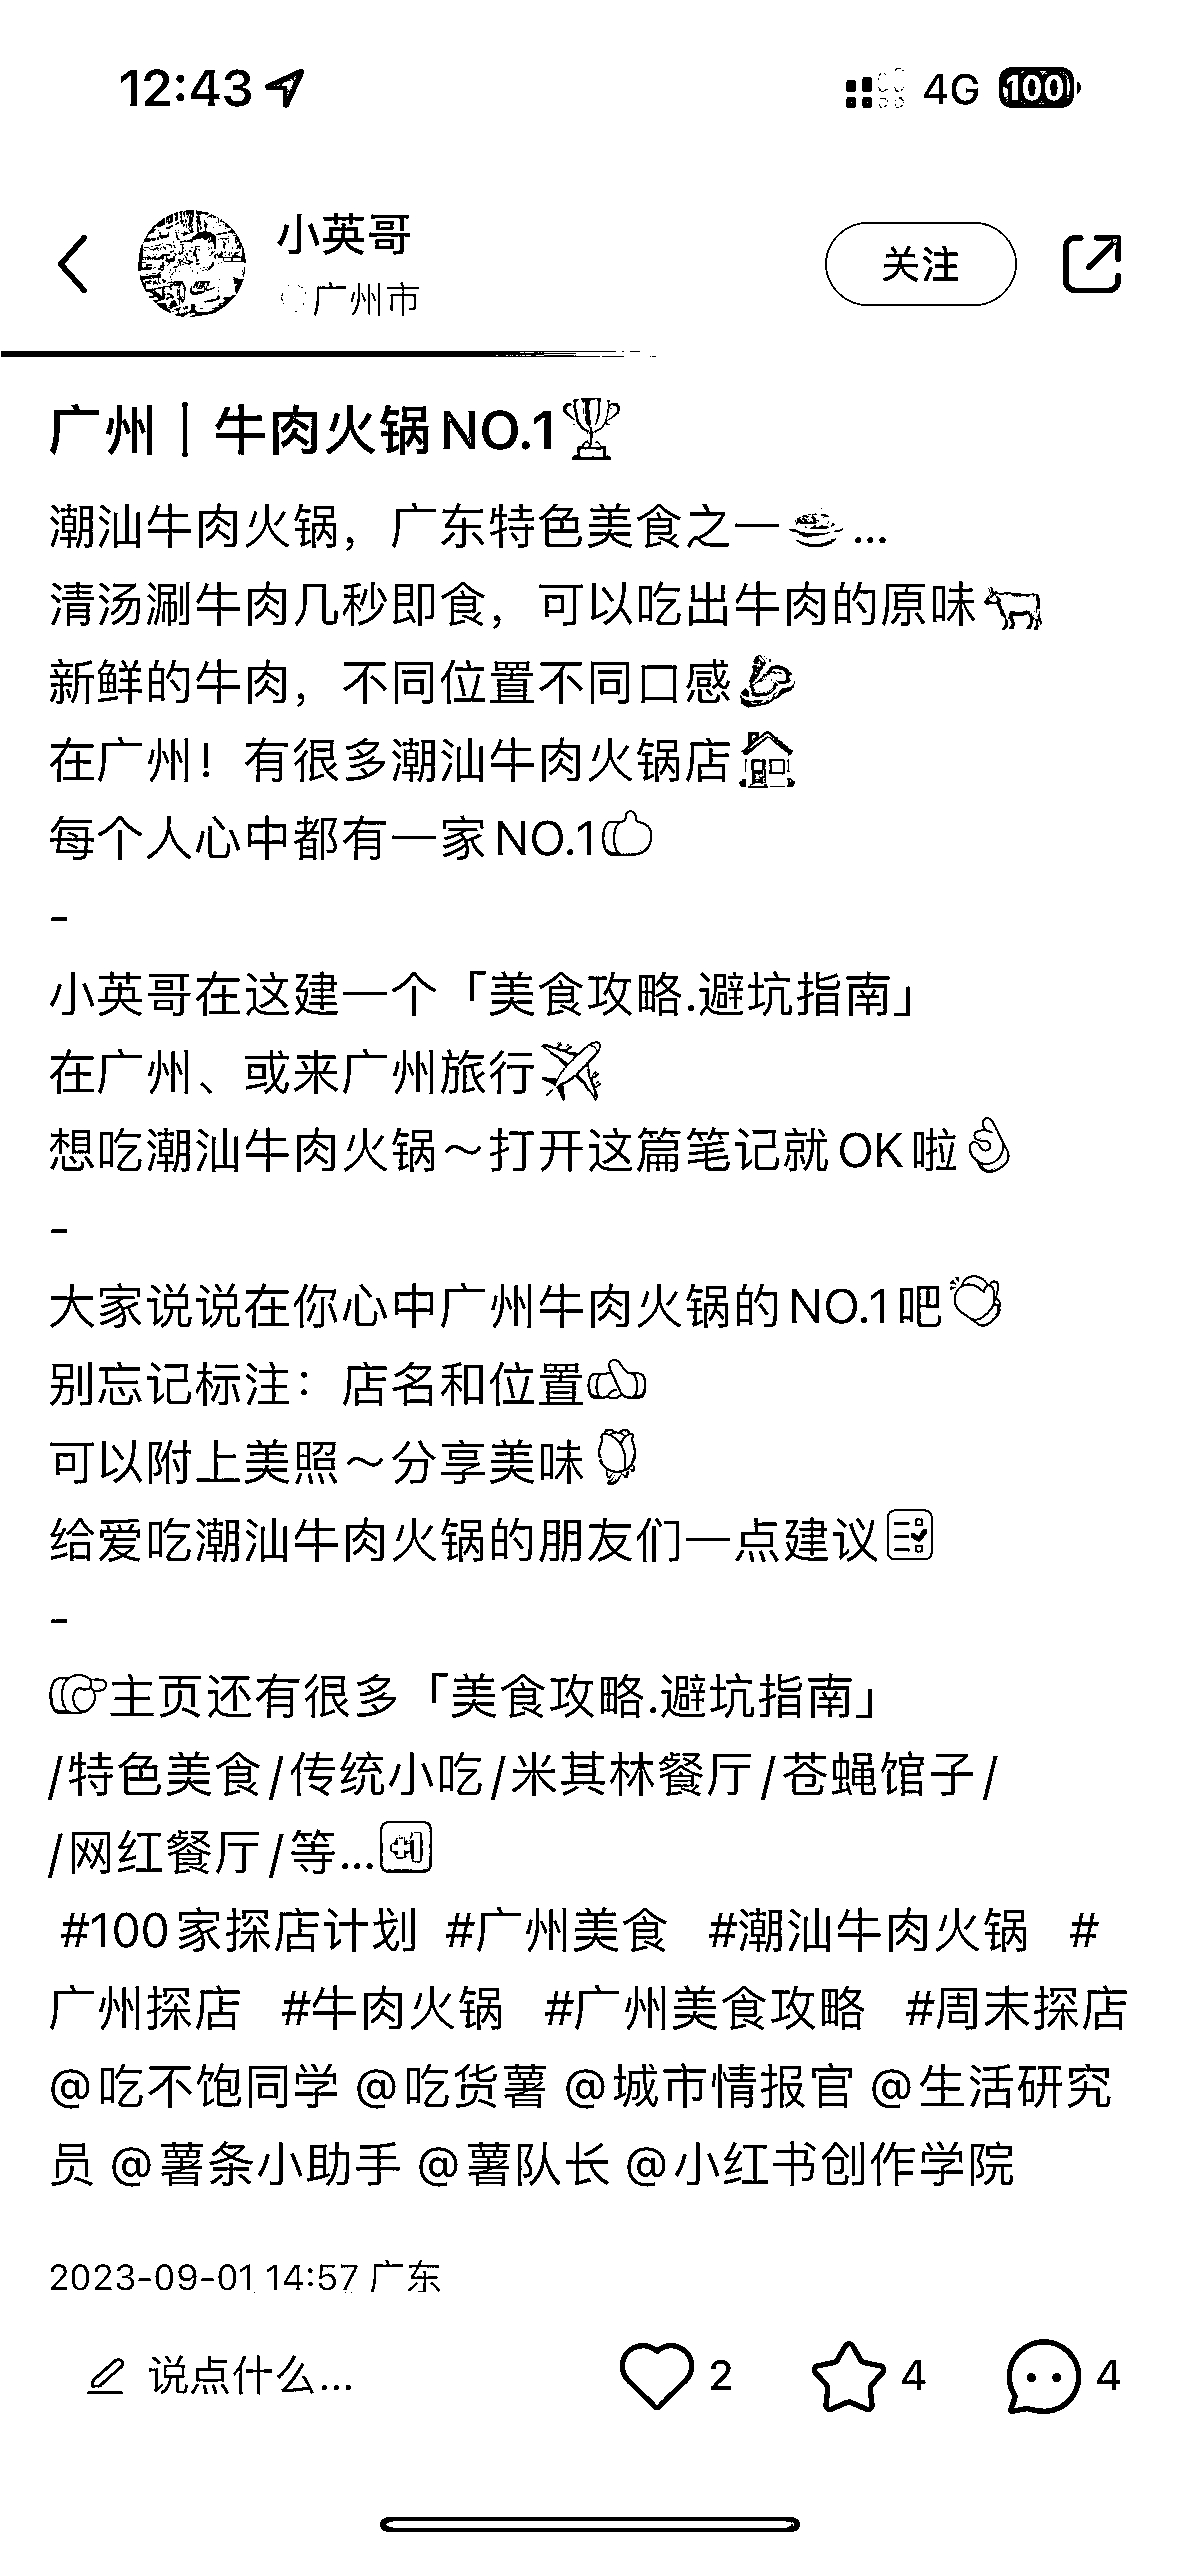 12:43 4G 100
小英哥 关注
广州市
广州｜牛肉火锅NO.1🏆
潮汕牛肉火锅，广东特色美食之一🍜...
清汤涮牛肉几秒即食，可以吃出牛肉的原味🐂
新鲜的牛肉，不同位置不同口感💪
在广州！有很多潮汕牛肉火锅店🏠
每个人心中都有一家NO.1👍
-
小英哥在这建一个「美食攻略.避坑指南」
在广州、或来广州旅行✈️
想吃潮汕牛肉火锅～打开这篇笔记就OK啦👌
-
大家说说在你心中广州牛肉火锅的NO.1吧👏
别忘记标注：店名和位置🤝
可以附上美照～分享美味🌹
给爱吃潮汕牛肉火锅的朋友们一点建议
-
👉主页还有很多「美食攻略.避坑指南」
/特色美食/传统小吃/米其林餐厅/苍蝇馆子/
/网红餐厅/等...
#100家探店计划 #广州美食 #潮汕牛肉火锅 #
广州探店 #牛肉火锅 #广州美食攻略 #周末探店
@吃不饱同学 @吃货薯 @城市情报官 @生活研究
员 @薯条小助手 @薯队长 @小红书创作学院
2023-09-01 14:57 广东
说点什么... 2 4 4